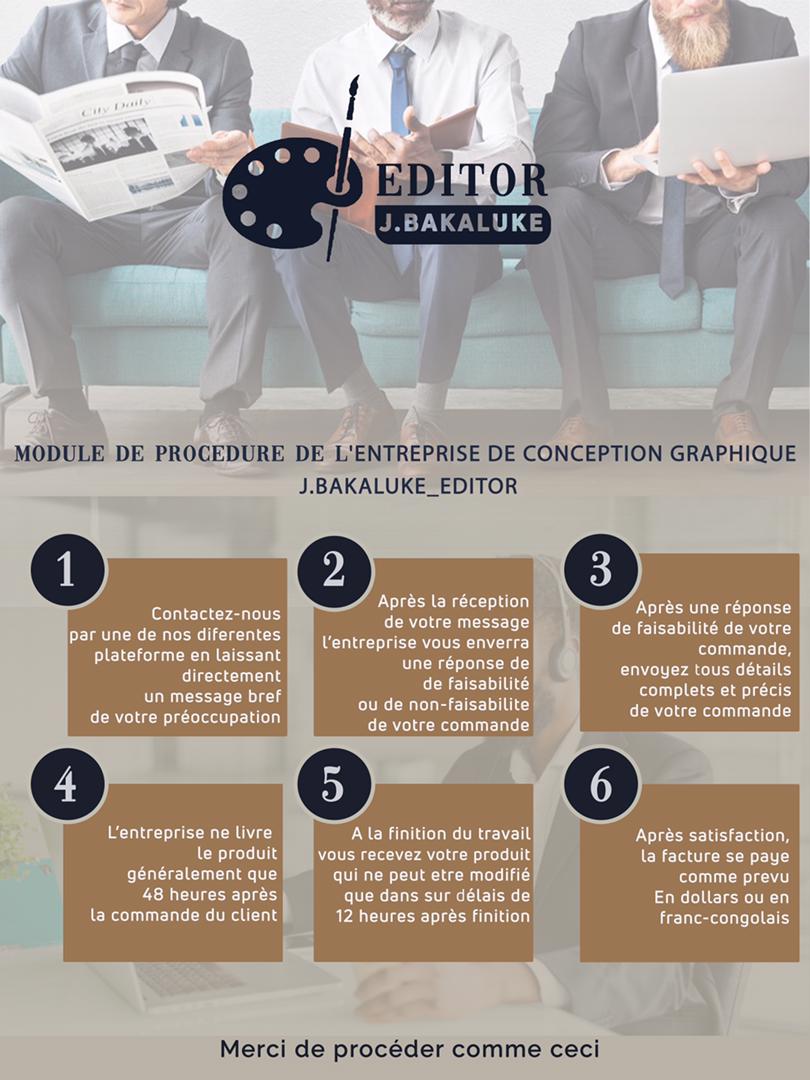 City Daily
EDITOR
J.BAKALUKE
MODULE DE PROCEDURE DE L'ENTREPRISE DE CONCEPTION GRAPHIQUE
J.BAKALUKE_EDITOR
1
Contactez-nous
par une de nos diferentes
plateforme en laissant
directement
un message bref
de votre préoccupation
2
Après la réception
de votre message
l'entreprise vous enverra
une réponse de
de faisabilité
ou de non-faisabilite
de votre commande
3
Après une réponse
de faisabilité de votre
commande,
envoyez tous détails
complets et précis
de votre commande
4
L'entreprise ne livre
le produit
généralement que
48 heures après
la commande du client
5
A la finition du travail
vous recevez votre produit
qui ne peut etre modifié
que dans sur délais de
12 heures après finition
6
Après satisfaction,
la facture se paye
comme prevu
En dollars ou en
franc-congolais
Merci de procéder comme ceci